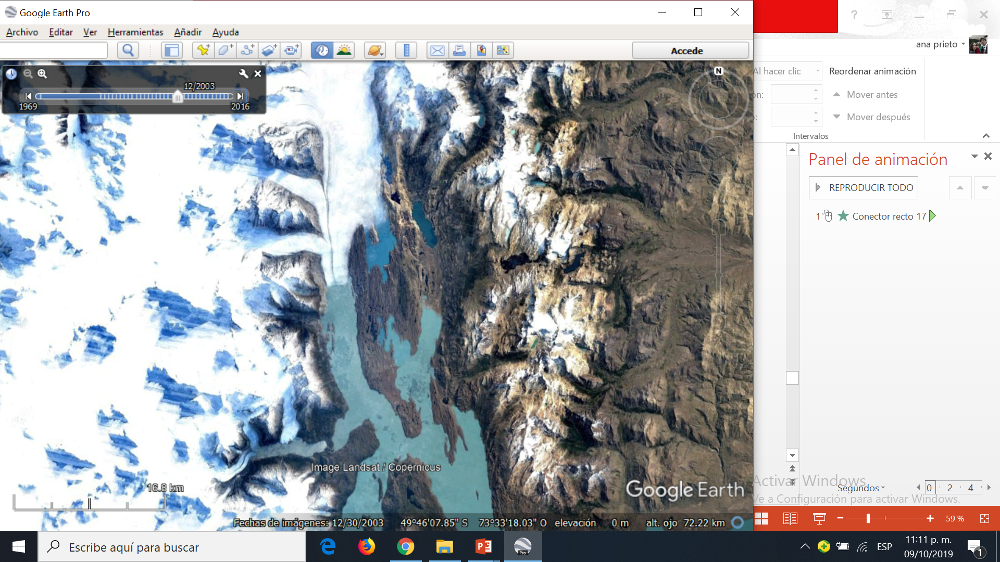 Google Earth Pro
Archivo Editar Ver Herramientas Añadir Ayuda
Accede
12/2003
1969 2016
N
Image Landsat / Copernicus
16.8 km
Google Earth
Fechas de imágenes: 12/30/2003 49°46'07.85" S 73°33'18.03" O elevación 0 m alt. ojo 72.22 km
?
ana prieto
Al hacer clic
Reordenar animación
ón:
Mover antes
:
Mover después
Intervalos
Panel de animación
REPRODUCIR TODO
1 Conector recto 17
Activar Windows
Segundos 0 2 4
Ve a Configuración para activar Windows.
59 %
Escribe aquí para buscar
Pro
ESP
11:11 p. m.
09/10/2019
1